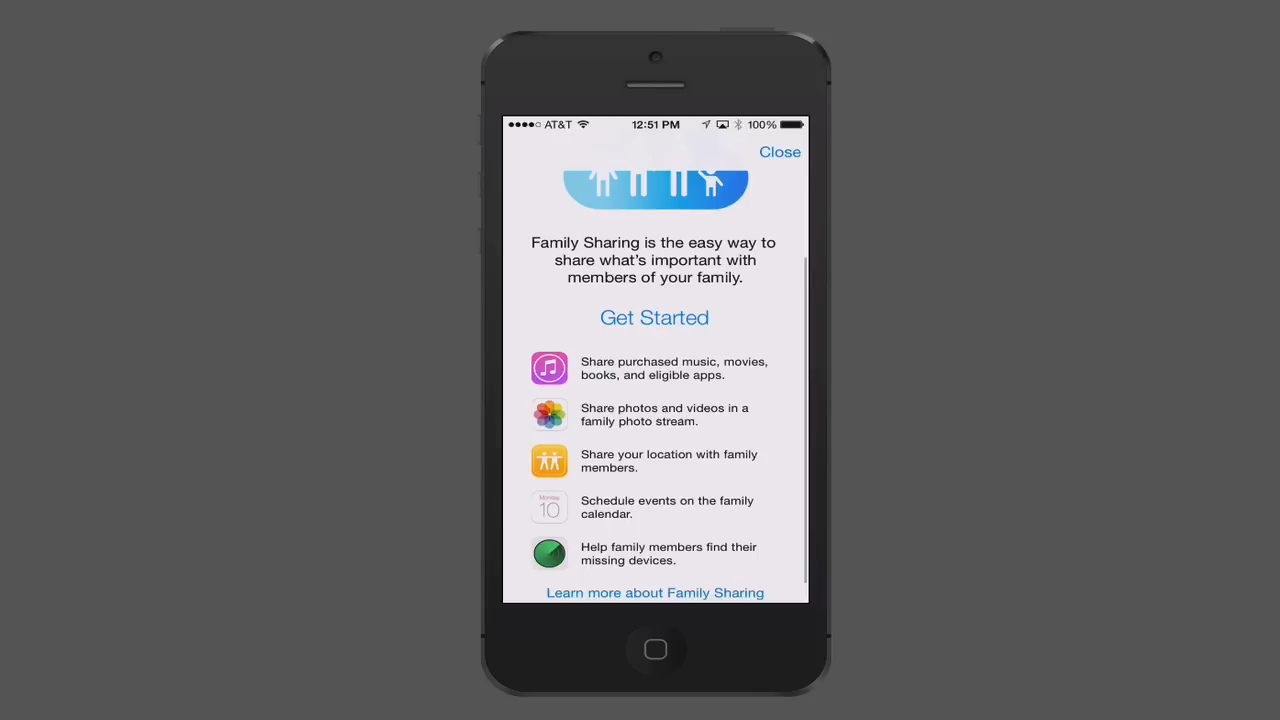 AT&T 12:51 PM 100%
Close
Family Sharing is the easy way to
share what's important with
members of your family.
Get Started
Share purchased music, movies,
books, and eligible apps.
Share photos and videos in a
family photo stream.
Share your location with family
members.
Monday
10
Schedule events on the family
calendar.
Help family members find their
missing devices.
Learn more about Family Sharing